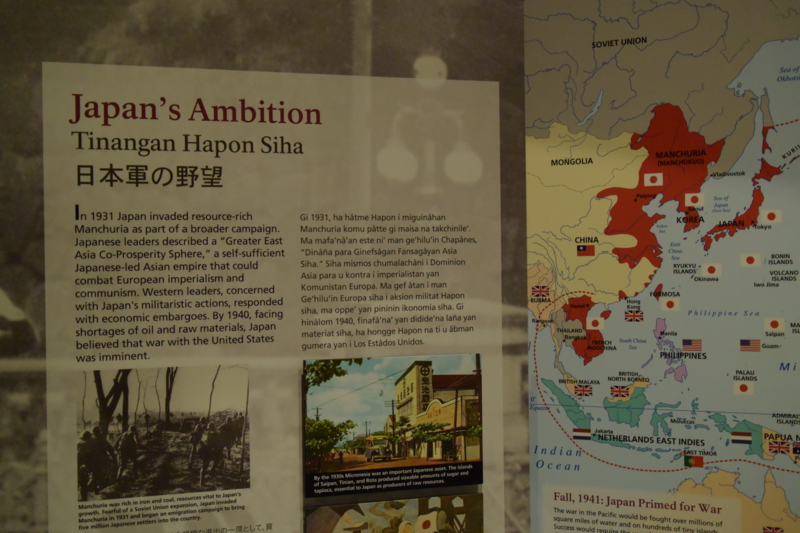 Japan's Ambition
Tinangan Hapon Siha
日本軍の野望
In 1931 Japan invaded resource-rich
Manchuria as part of a broader campaign.
Japanese leaders described a "Greater East
Asia Co-Prosperity Sphere," a self-sufficient
Japanese-led Asian empire that could
combat European imperialism and
communism. Western leaders, concerned
with Japan's militaristic actions, responded
with economic embargoes. By 1940, facing
shortages of oil and raw materials, Japan
believed that war with the United States
was imminent.
Gi 1931, ha håtme Hapon i miguinåhan
Manchuria komu påtte gi maisa na takchinile'.
Ma mafa'nå'an este ni' man ge'hilu'in Chapånes,
"Dinåña para Ginefsågan Fansagåyan Asia
Siha." Siha mismos chumalachåni i Dominion
Asia para u kontra i imperialistan yan
Komunistan Europa. Ma gef åtan i man
Ge'hilu'in Europa siha i aksion militat Hapon
siha, ma oppe' yan pininin ikonomia siha. Gi
hinålom 1940, finafå'na' yan didide'na laña yan
materiat siha, ha hongge Hapon na ti u åbman
gumera yan i Los Estådos Unidos.
Manchuria was rich in iron and coal, resources vital to Japan's
growth. Fearful of a Soviet Union expansion, Japan invaded
Manchuria in 1931 and began an emigration campaign to bring
five million Japanese settlers into the country.
By the 1930s Micronesia was an important Japanese asset. The islands
of Saipan, Tinian, and Rota produced sizeable amounts of sugar and
tapioca, essential to Japan as producers of raw resources.
SOVIET UNION
Sea of
Okhotsk
MONGOLIA
MANCHURIA
(MANCHUKUO)
KURIL
Vladivostok
Peiping
Sea of
Japan
Seoul
KOREA
JAPAN
Tokyo
CHINA
East
China
Sea
RYUKYU
ISLANDS
Okinawa
BONIN
ISLANDS
VOLCANO
ISLANDS
Iwo Jima
BURMA
Hanoi
Hong
Kong
FORMOSA
Philippine Sea
Rangoon
THAILAND
Bangkok
FRENCH
INDOCHINA
South China
Sea
Manila
PHILIPPINES
Saipan
Guam
BRITISH MALAYA
BRITISH
NORTH BORNEO
PALAU
ISLANDS
Equator
Jakarta
NETHERLANDS EAST INDIES
ADMIRALTY
ISLANDS
PAPUA N
EAST TIMOR
Indian
Ocean
Fall, 1941: Japan Primed for War
The war in the Pacific would be fought over millions of
square miles of water and on hundreds of tiny islands.